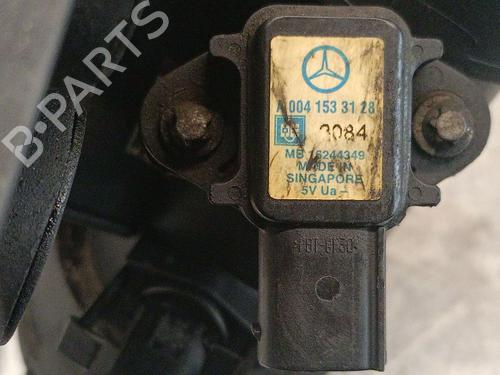 B-PARTS
A 004 153 31 28
3084
MB 16244349
MADE IN
SINGAPORE
5V Ua -